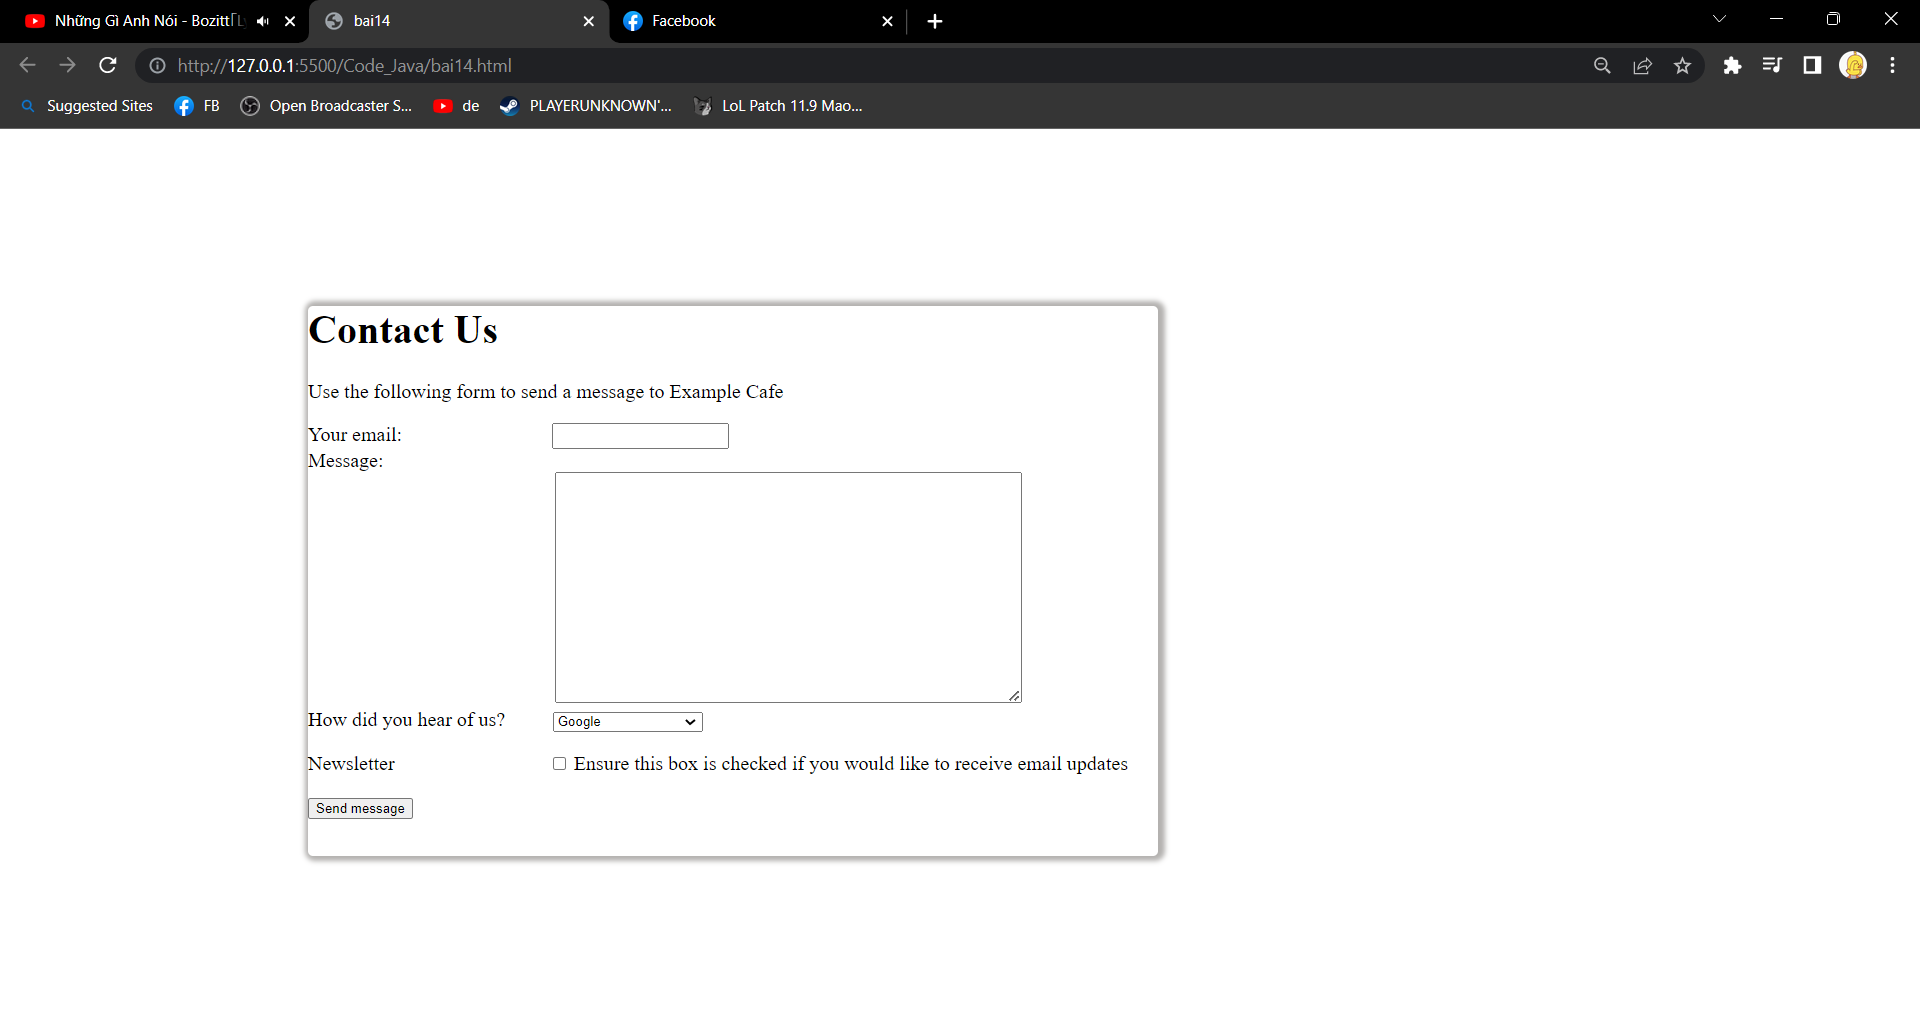 Những Gì Anh Nói - Bozitt
bai14
Facebook
http://127.0.0.1:5500/Code_Java/bai14.html
Suggested Sites FB Open Broadcaster S... de PLAYERUNKNOWN'... LoL Patch 11.9 Mao...
Contact Us
Use the following form to send a message to Example Cafe
Your email:
Message:
How did you hear of us? Google
Newsletter Ensure this box is checked if you would like to receive email updates
Send message